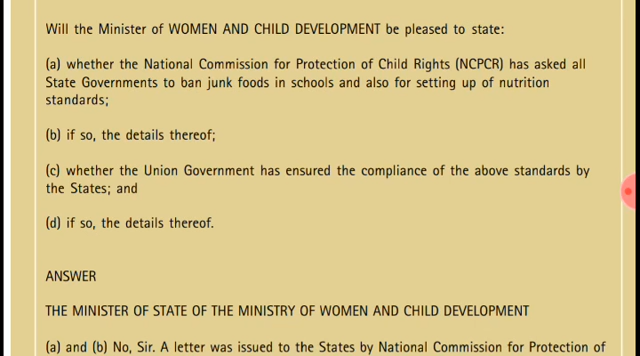 Will the Minister of WOMEN AND CHILD DEVELOPMENT be pleased to state:
(a) whether the National Commission for Protection of Child Rights (NCPCR) has asked all
State Governments to ban junk foods in schools and also for setting up of nutrition
standards;
(b) if so, the details thereof;
(c) whether the Union Government has ensured the compliance of the above standards by
the States; and
(d) if so, the details thereof.
ANSWER
THE MINISTER OF STATE OF THE MINISTRY OF WOMEN AND CHILD DEVELOPMENT
(a) and (b) No, Sir. A letter was issued to the States by National Commission for Protection of